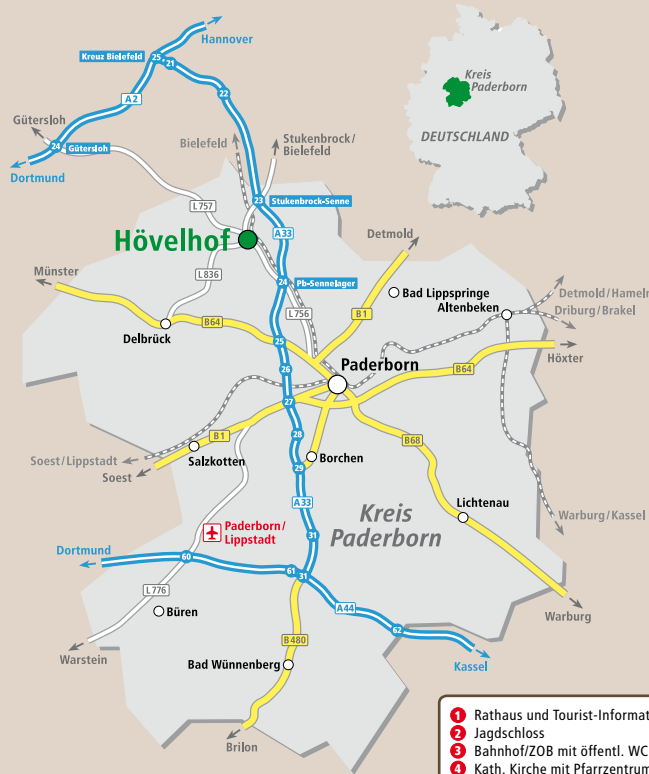 Hannover
Kreuz Bielefeld
25
21
22
A2
Kreis
Paderborn
DEUTSCHLAND
Gütersloh
24
Gütersloh
Dortmund
Bielefeld
Stukenbrock/
Bielefeld
L757
23
Stukenbrock-Senne
A33
Hövelhof
Detmold
L836
24
Pb-Sennelager
Münster
Bad Lippspringe
Altenbeken
Detmold/Hameln
Driburg/Brakel
L756
B64
B1
Delbrück
25
Paderborn
B64
Höxter
26
27
B1
28
B68
Soest/Lippstadt
Soest
Salzkotten
29
Borchen
A33
Lichtenau
Kreis
Paderborn
Warburg/Kassel
Paderborn/
Lippstadt
31
Dortmund
60
61
31
L776
A44
Büren
62
Warburg
B480
Warstein
Bad Wünnenberg
Kassel
Brilon
1 Rathaus und Tourist-Informat
2 Jagdschloss
3 Bahnhof/ZOB mit öffentl. WC
4 Kath. Kirche mit Pfarrzentrum